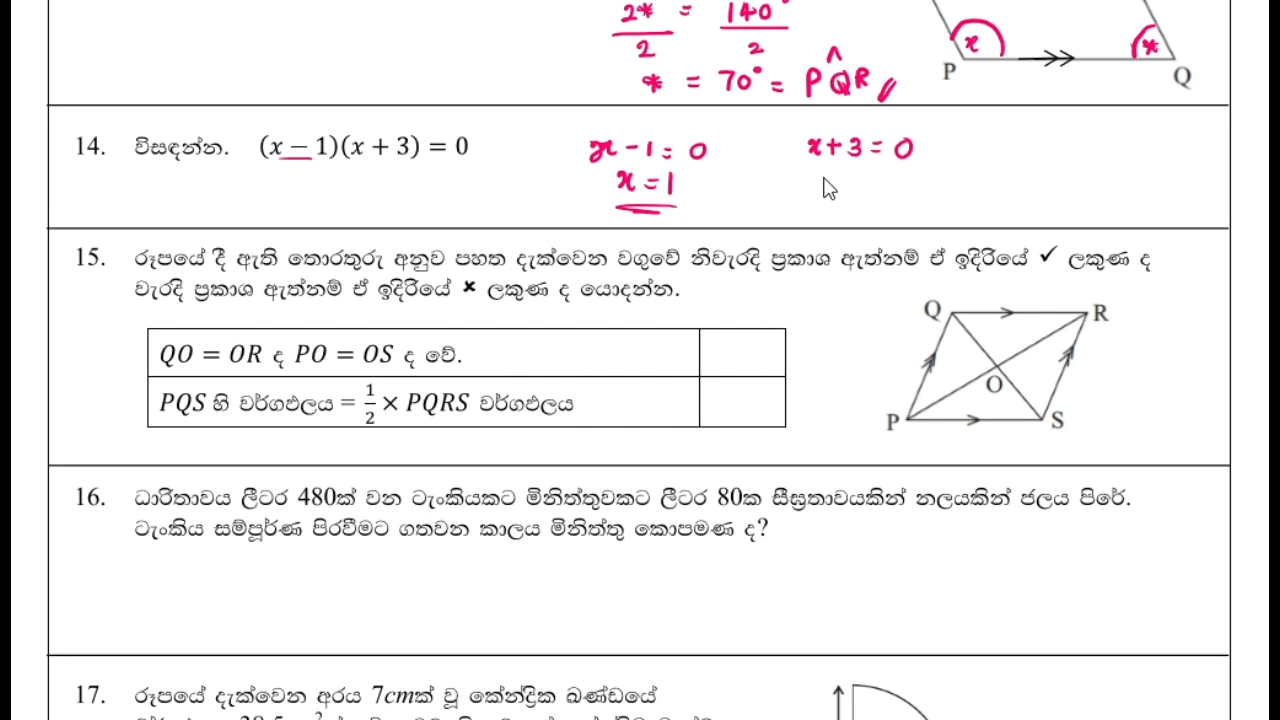 2* = 140°
2 2
* = 70° = PQ̂R
x
*
P
Q
14. විසඳන්න. (x − 1)(x + 3) = 0
x - 1 = 0 x + 3 = 0
x = 1
15. රූපයේ දී ඇති තොරතුරු අනුව පහත දැක්වෙන වගුවේ නිවැරදි ප්‍රකාශ ඇත්නම් ඒ ඉදිරියේ ✓ ලකුණ ද
වැරදි ප්‍රකාශ ඇත්නම් ඒ ඉදිරියේ ✗ ලකුණ ද යොදන්න.
QO = OR ද PO = OS ද වේ.
PQS හි වර්ගඵලය = 1/2 × PQRS වර්ගඵලය
Q R
O
P S
16. ධාරිතාවය ලීටර 480ක් වන ටැංකියකට මිනිත්තුවකට ලීටර 80ක සීඝ්‍රතාවයකින් නලයකින් ජලය පිරේ.
ටැංකිය සම්පූර්ණ පිරවීමට ගතවන කාලය මිනිත්තු කොපමණ ද?
17. රූපයේ දැක්වෙන අරය 7cmක් වූ කේන්ද්‍රික ඛණ්ඩයේ